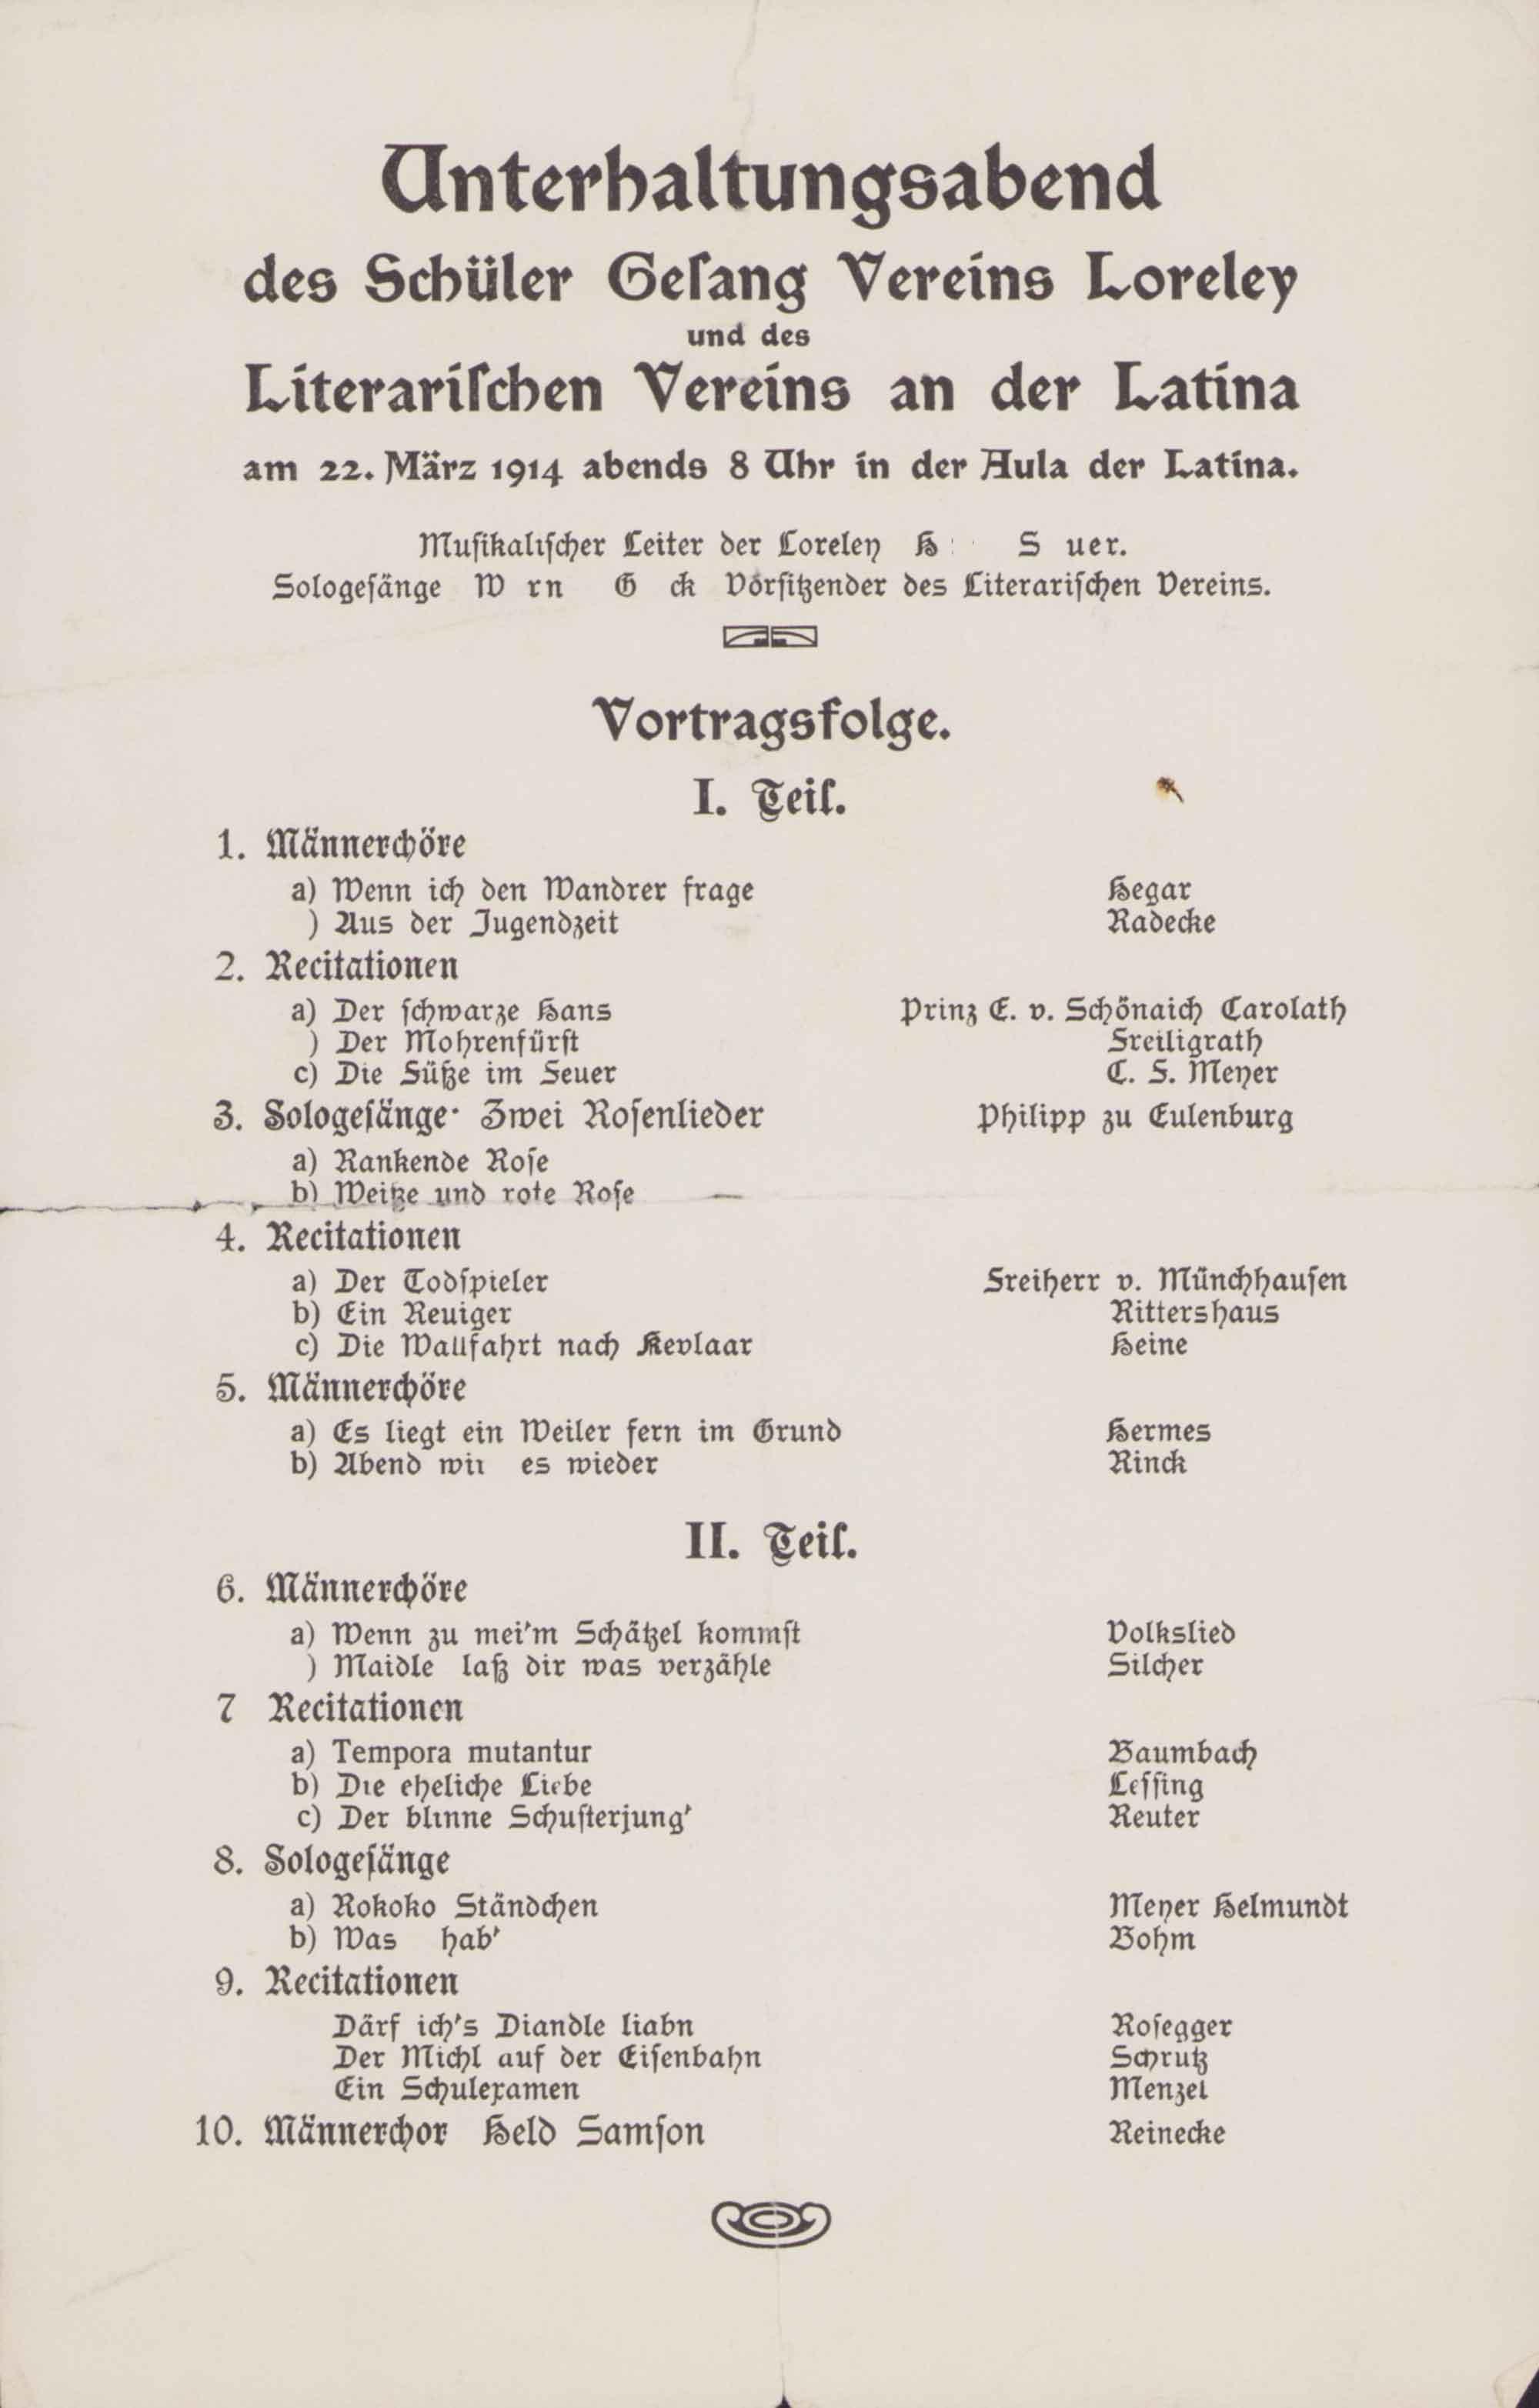 Unterhaltungsabend
des Schüler Gesang Vereins Loreley
und des
Literarischen Vereins an der Latina
am 22. März 1914 abends 8 Uhr in der Aula der Latina.
Musikalischer Leiter der Loreley
Sologesänge Vorsitzender des Literarischen Vereins.
Vortragsfolge.
I. Teil.
1. Männerchöre
a) Wenn ich den Wandrer frage Hegar
) Aus der Jugendzeit Radecke
2. Recitationen
a) Der schwarze Hans Prinz E. v. Schönaich Carolath
) Der Mohrenfürst Freiligrath
c) Die Füße im Feuer C. F. Meyer
3. Sologesänge· Zwei Rosenlieder Philipp zu Eulenburg
a) Rankende Rose
b) Weiße und rote Rose
4. Recitationen
a) Der Todspieler Freiherr v. Münchhausen
b) Ein Reuiger Rittershaus
c) Die Wallfahrt nach Kevlaar Heine
5. Männerchöre
a) Es liegt ein Weiler fern im Grund Hermes
b) Abend es wieder Rinck
II. Teil.
6. Männerchöre
a) Wenn zu mei'm Schätzel kommst Volkslied
) Maidle laß dir was verzähle Silcher
7 Recitationen
a) Tempora mutantur Baumbach
b) Die eheliche Liebe Lessing
c) Der blinne Schusterjung' Reuter
8. Sologesänge
a) Rokoko Ständchen Meyer Helmundt
b) Was hab' Bohm
9. Recitationen
Därf ich's Diandle liabn Rosegger
Der Michl auf der Eisenbahn Schrutz
Ein Schulexamen Menzel
10. Männerchor Held Samson Reinecke